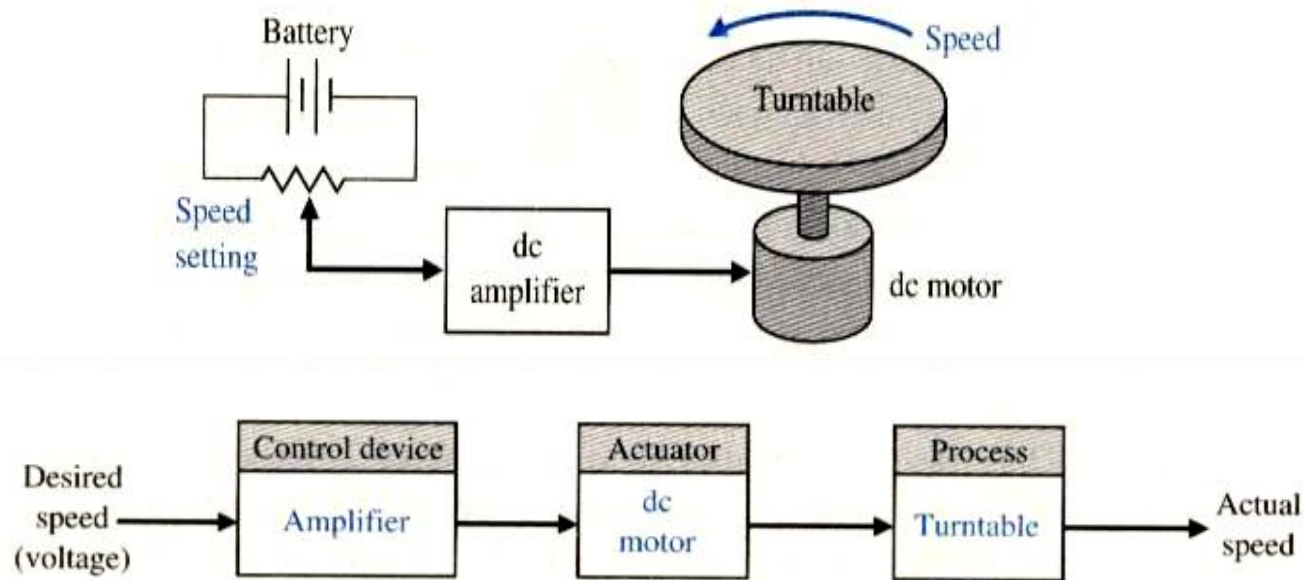 Battery
Speed
Turntable
Speed
setting
dc
amplifier
dc motor
Control device
Actuator
Process
Desired
speed
(voltage)
Amplifier
dc
motor
Turntable
Actual
speed